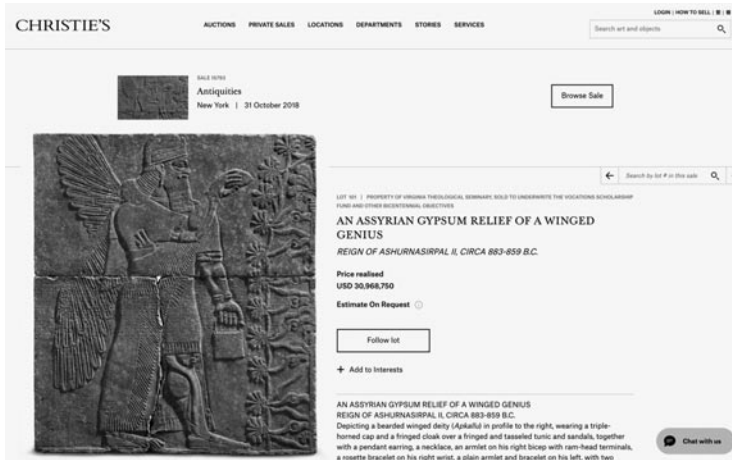 LOGIN | HOW TO SELL |
CHRISTIE'S
AUCTIONS PRIVATE SALES LOCATIONS DEPARTMENTS STORIES SERVICES
Search art and objects
SALE 16793
Antiquities
New York | 31 October 2018
Browse Sale
Search by lot # in this sale
LOT 101 | PROPERTY OF VIRGINIA THEOLOGICAL SEMINARY, SOLD TO UNDERWRITE THE VOCATIONS SCHOLARSHIP
FUND AND OTHER BICENTENNIAL OBJECTIVES
AN ASSYRIAN GYPSUM RELIEF OF A WINGED
GENIUS
REIGN OF ASHURNASIRPAL II, CIRCA 883-859 B.C.
Price realised
USD 30,968,750
Estimate On Request
Follow lot
+ Add to Interests
AN ASSYRIAN GYPSUM RELIEF OF A WINGED GENIUS
REIGN OF ASHURNASIRPAL II, CIRCA 883-859 B.C.
Depicting a bearded winged deity (Apkallu) in profile to the right, wearing a triple-
horned cap and a fringed cloak over a fringed and tasseled tunic and sandals, together
with a pendant earring, a necklace, an armlet on his right bicep with ram-head terminals,
a rosette bracelet on his right wrist, a plain armlet and bracelet on his left, with two
Chat with us